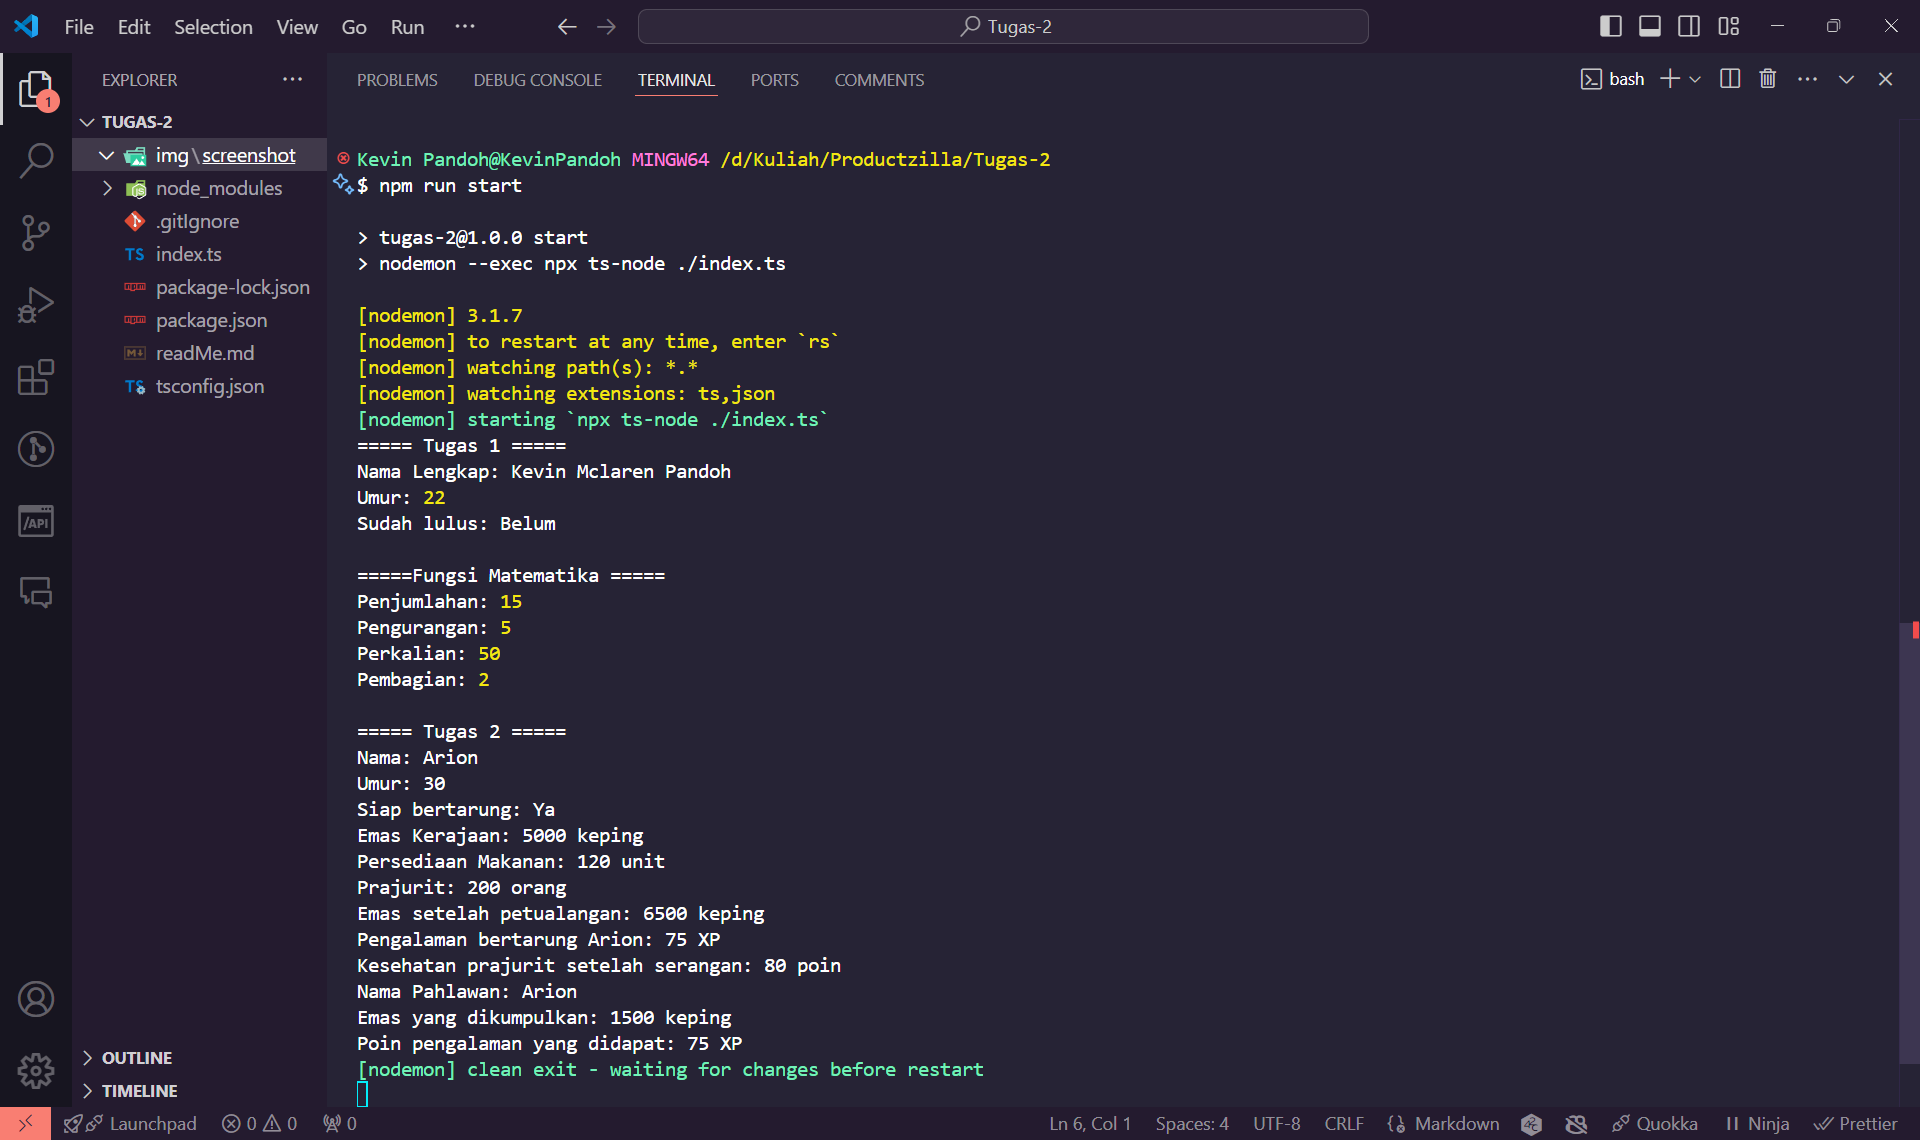 File Edit Selection View Go Run ··· Tugas-2
EXPLORER ···
1
TUGAS-2
img\screenshot
node_modules
.gitIgnore
TS index.ts
package-lock.json
package.json
readMe.md
TS tsconfig.json
/API
OUTLINE
TIMELINE
PROBLEMS DEBUG CONSOLE TERMINAL PORTS COMMENTS bash
Kevin Pandoh@KevinPandoh MINGW64 /d/Kuliah/Productzilla/Tugas-2
$ npm run start
> tugas-2@1.0.0 start
> nodemon --exec npx ts-node ./index.ts
[nodemon] 3.1.7
[nodemon] to restart at any time, enter `rs`
[nodemon] watching path(s): *.*
[nodemon] watching extensions: ts,json
[nodemon] starting `npx ts-node ./index.ts`
===== Tugas 1 =====
Nama Lengkap: Kevin Mclaren Pandoh
Umur: 22
Sudah lulus: Belum
=====Fungsi Matematika =====
Penjumlahan: 15
Pengurangan: 5
Perkalian: 50
Pembagian: 2
===== Tugas 2 =====
Nama: Arion
Umur: 30
Siap bertarung: Ya
Emas Kerajaan: 5000 keping
Persediaan Makanan: 120 unit
Prajurit: 200 orang
Emas setelah petualangan: 6500 keping
Pengalaman bertarung Arion: 75 XP
Kesehatan prajurit setelah serangan: 80 poin
Nama Pahlawan: Arion
Emas yang dikumpulkan: 1500 keping
Poin pengalaman yang didapat: 75 XP
[nodemon] clean exit - waiting for changes before restart
Launchpad 0 0 0 Ln 6, Col 1 Spaces: 4 UTF-8 CRLF Markdown Quokka Ninja Prettier